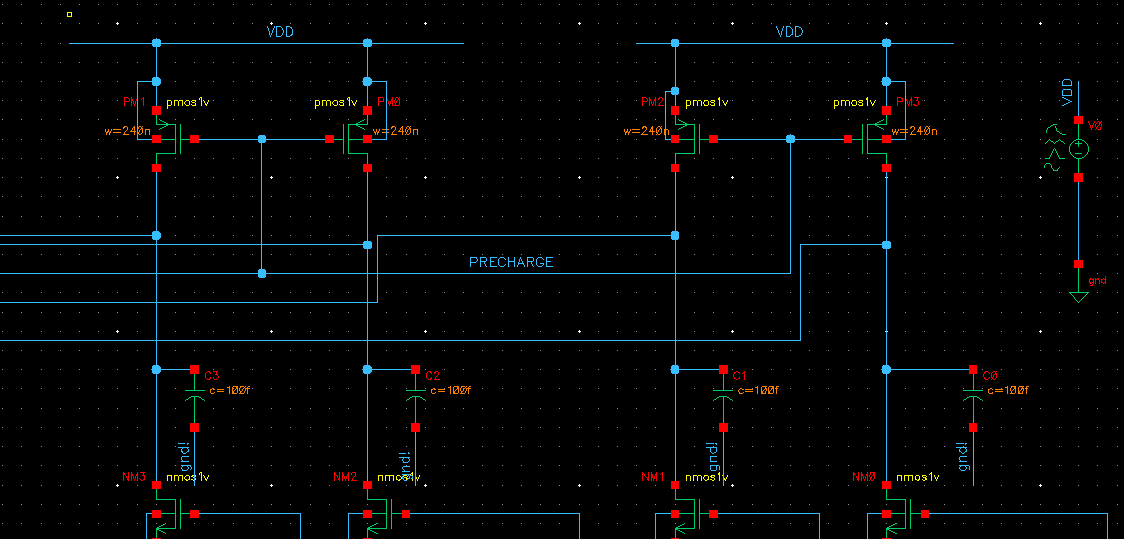 VDD
VDD
VDD
PM1
pmos1v
pmos1v
PM0
PM2
pmos1v
pmos1v
PM3
w=240n
w=240n
w=240n
w=240n
V0
PRECHARGE
gnd
C3
c=100f
C2
c=100f
C1
c=100f
C0
c=100f
gnd!
gnd!
gnd!
gnd!
NM3
nmos1v
NM2
nmos1v
NM1
nmos1v
NM0
nmos1v